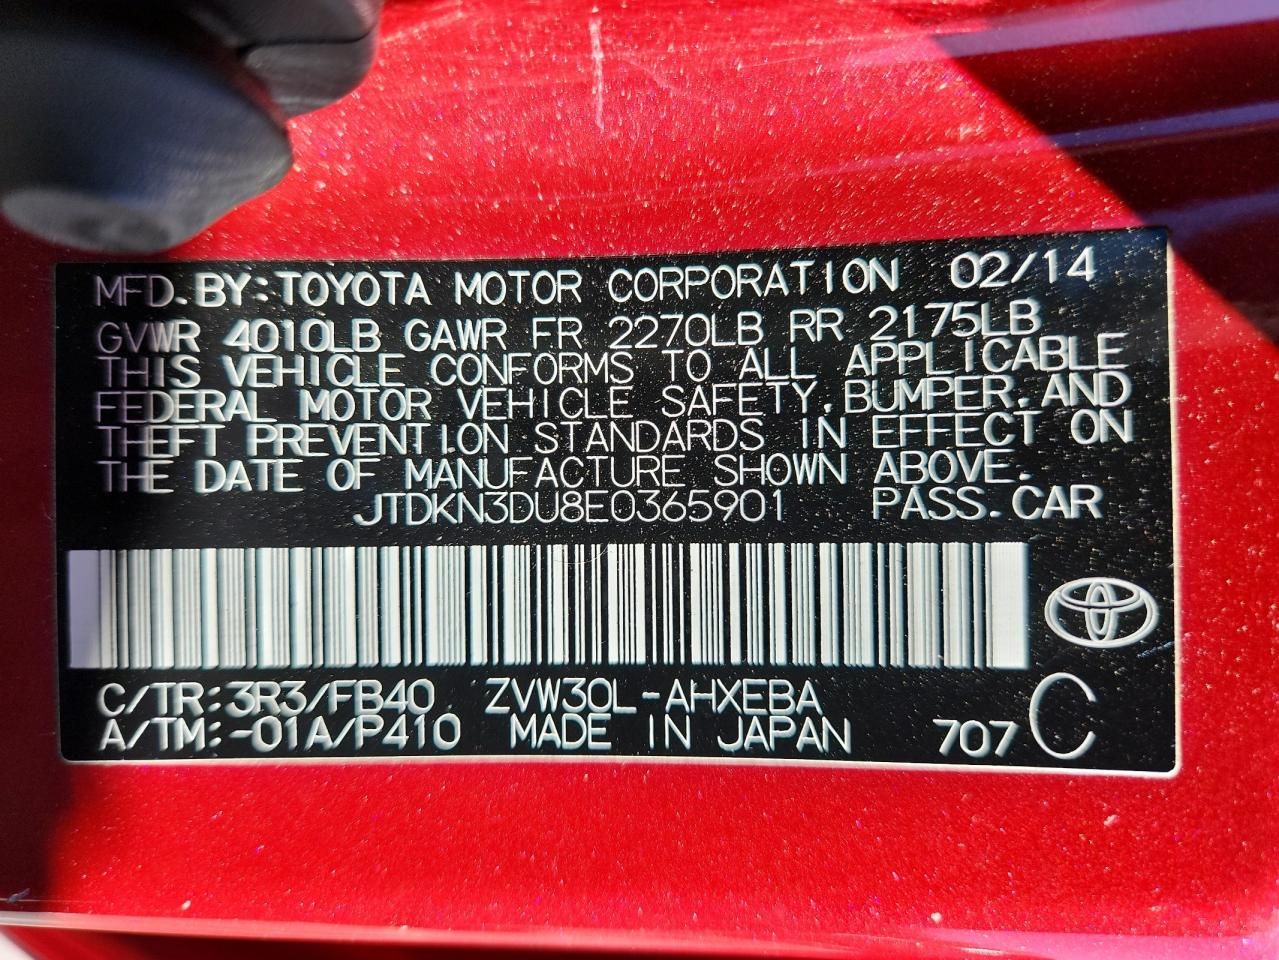 MFD. BY: TOYOTA MOTOR CORPORATION 02/14
GVWR 4010LB GAWR FR 2270LB RR 2175LB
THIS VEHICLE CONFORMS TO ALL APPLICABLE
FEDERAL MOTOR VEHICLE SAFETY, BUMPER, AND
THEFT PREVENTION STANDARDS IN EFFECT ON
THE DATE OF MANUFACTURE SHOWN ABOVE.
JTDKN3DU8E0365901 PASS. CAR
C/TR: 3R3/FB40 ZVW30L-AHXEBA
A/TM: -01A/P410 MADE IN JAPAN 707 C